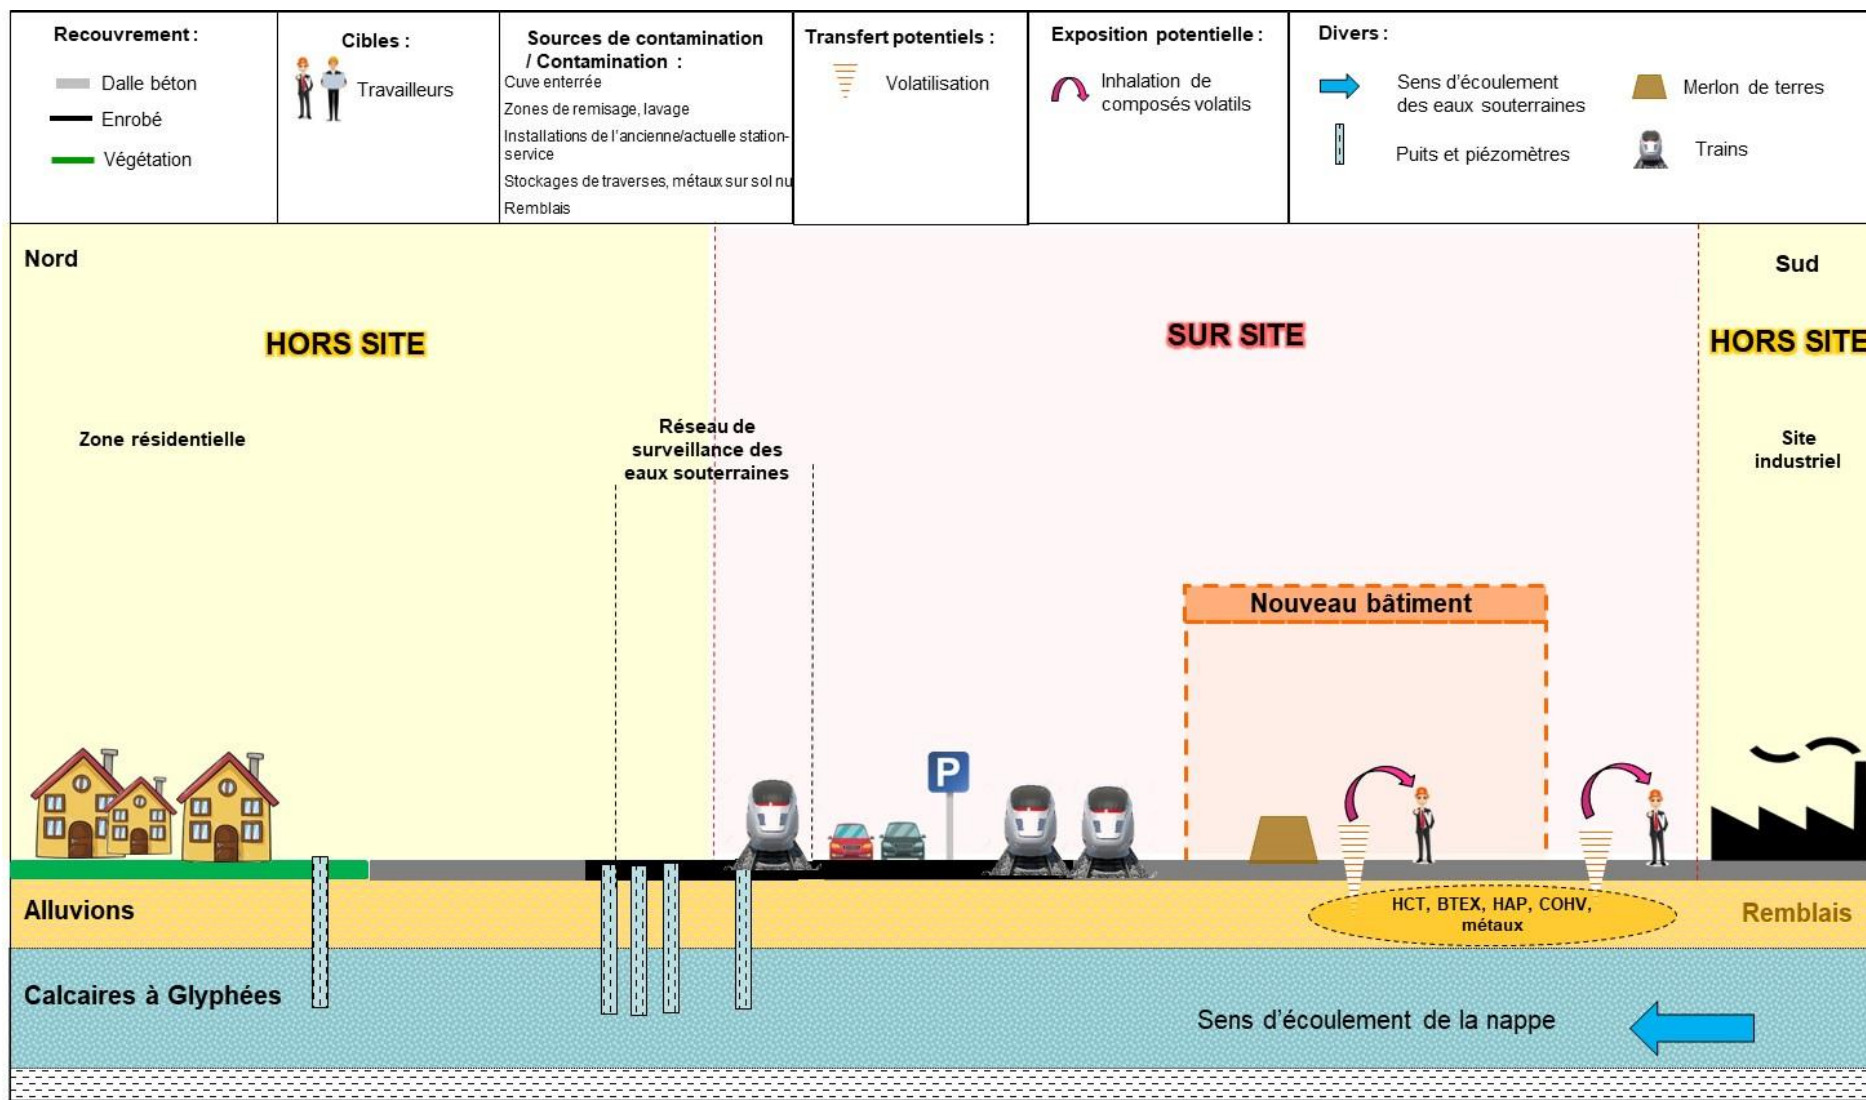 Recouvrement :
Dalle béton
Enrobé
Végétation
Cibles :
Travailleurs
Sources de contamination
/ Contamination :
Cuve enterrée
Zones de remisage, lavage
Installations de l'ancienne/actuelle station-
service
Stockages de traverses, métaux sur sol nu
Remblais
Transfert potentiels :
Volatilisation
Exposition potentielle :
Inhalation de
composés volatils
Divers :
Sens d'écoulement
des eaux souterraines
Puits et piézomètres
Merlon de terres
Trains
Nord
HORS SITE
Zone résidentielle
Réseau de
surveillance des
eaux souterraines
SUR SITE
Sud
HORS SITE
Site
industriel
Nouveau bâtiment
P
Alluvions
HCT, BTEX, HAP, COHV,
métaux
Remblais
Calcaires à Glyphées
Sens d'écoulement de la nappe